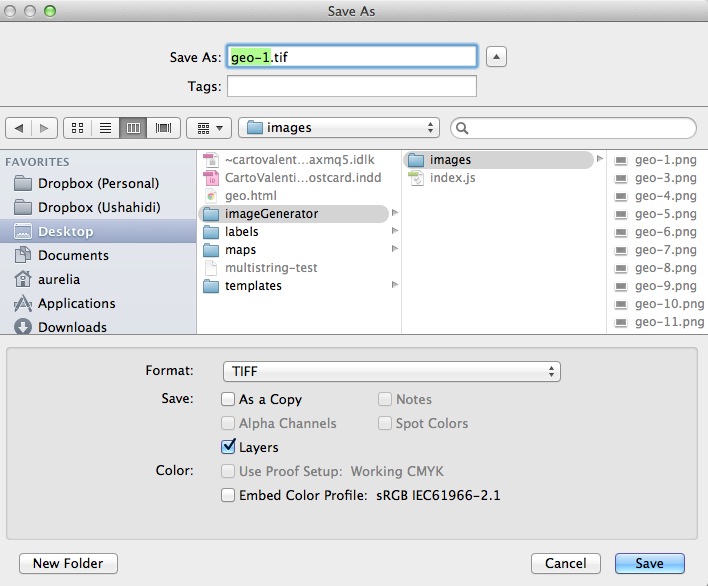 Save As
Save As: geo-1.tif
Tags:
images
FAVORITES
Dropbox (Personal)
Dropbox (Ushahidi)
Desktop
Documents
aurelia
Applications
Downloads
~cartovalent...axmq5.idlk
CartoValenti...ostcard.indd
geo.html
imageGenerator
labels
maps
multistring-test
templates
images
index.js
geo-1.png
geo-3.png
geo-4.png
geo-5.png
geo-6.png
geo-7.png
geo-8.png
geo-9.png
geo-10.png
geo-11.png
Format: TIFF
Save: As a Copy Notes
Alpha Channels Spot Colors
Layers
Color: Use Proof Setup: Working CMYK
Embed Color Profile: sRGB IEC61966-2.1
New Folder Cancel Save